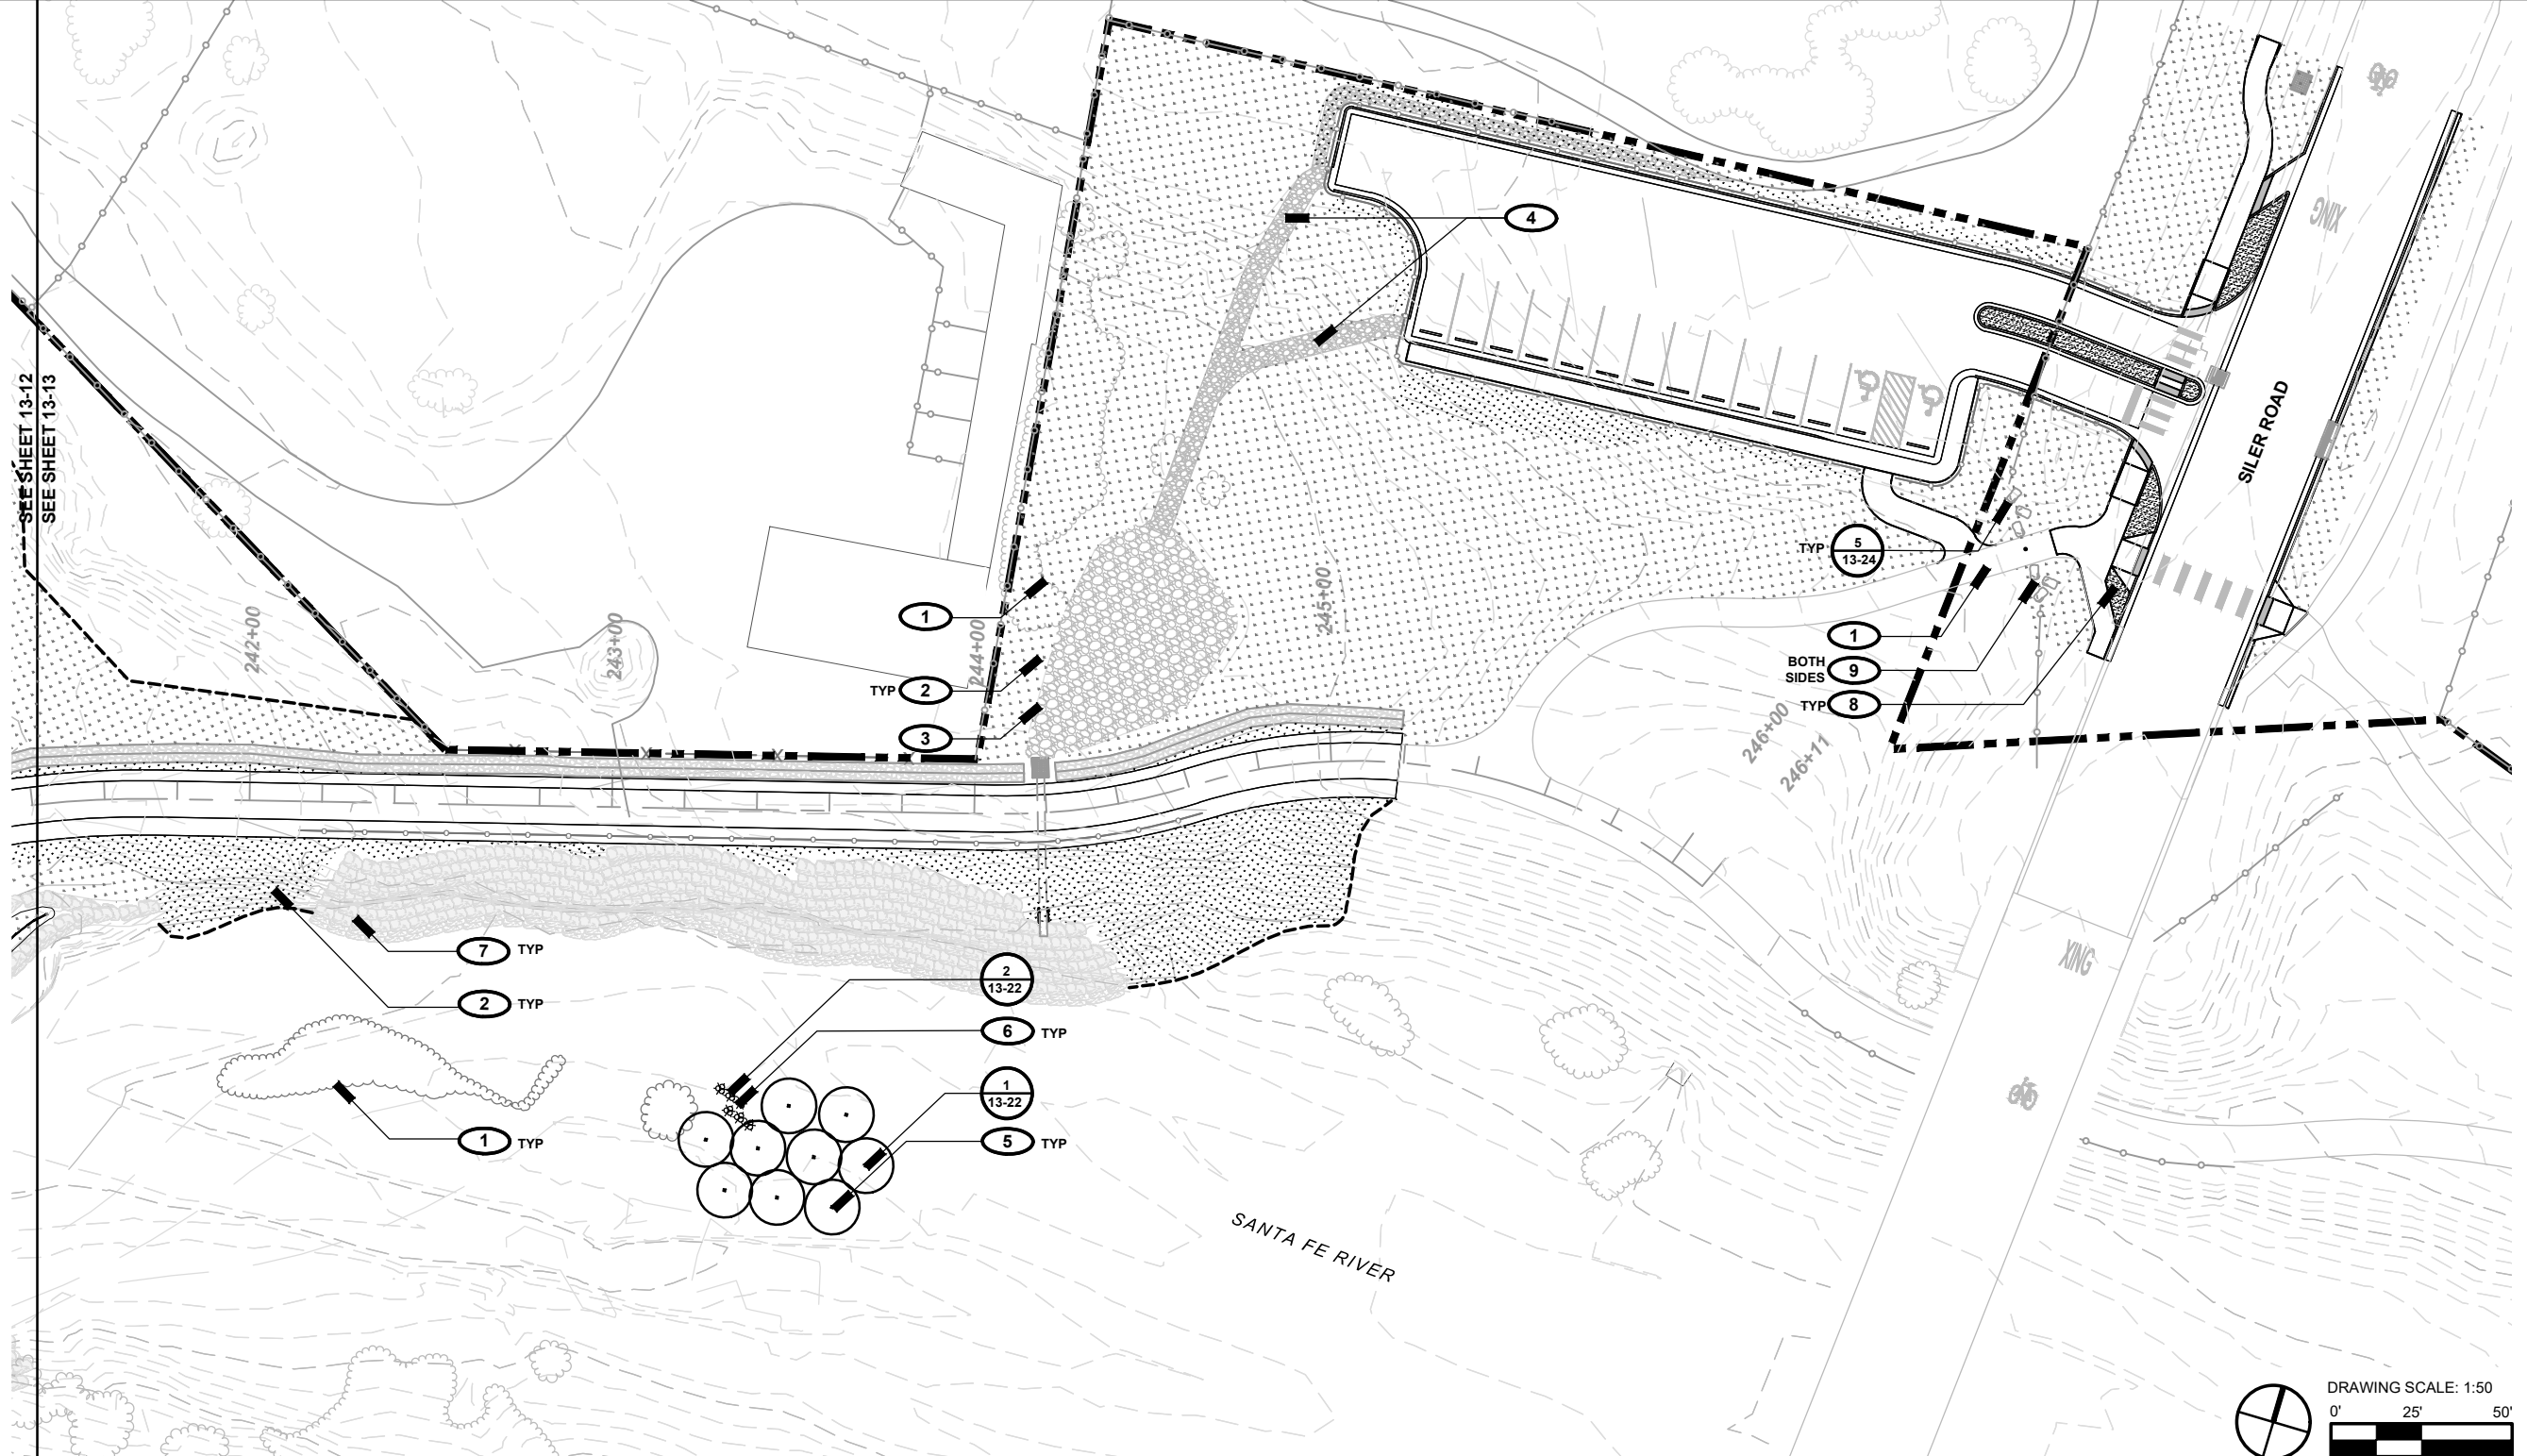 XING
4
SEE SHEET 13-12
SEE SHEET 13-13
SILER ROAD
TYP
5
13-24
242+00
243+00
244+00
245+00
1
TYP
2
3
1
BOTH
SIDES
9
TYP
8
246+00
246+11
X
X
X
7
TYP
2
TYP
2
13-22
6
TYP
1
13-22
1
TYP
5
TYP
XING
SANTA FE RIVER
DRAWING SCALE: 1:50
0'
25'
50'